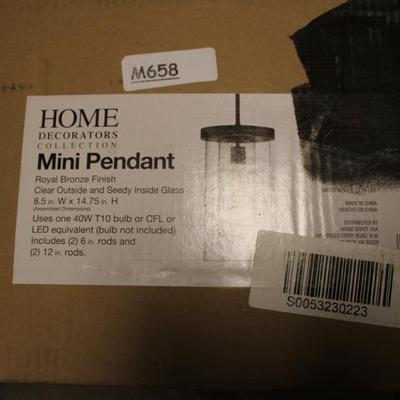 M658
HOME
DECORATORS
COLLECTION
Mini Pendant
Royal Bronze Finish
Clear Outside and Seedy Inside Glass
8.5 in. W x 14.75 in. H
(Assembled Dimensions)
Uses one 40W T10 bulb or CFL or
LED equivalent (bulb not included)
Includes (2) 6 in. rods and
(2) 12 in. rods.
MADE IN CHINA
HECHO EN CHINA
DISTRIBUTED BY
HOME DEPOT USA
PACES FERRY ROAD, N.W.
S0053230223